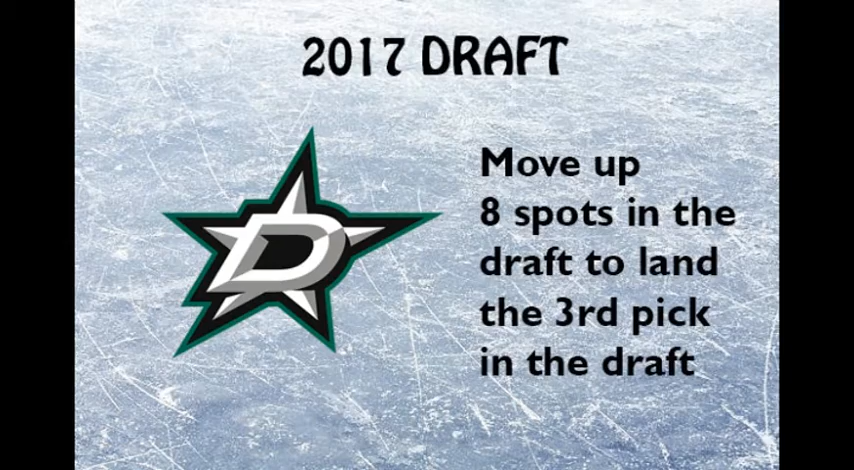 2017 DRAFT
Move up
8 spots in the
draft to land
the 3rd pick
in the draft
D